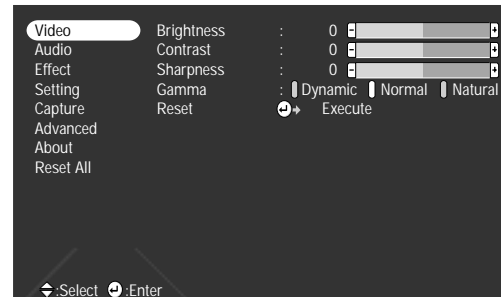 Video Brightness : 0 - +
Audio Contrast : 0 - +
Effect Sharpness : 0 - +
Setting Gamma : Dynamic Normal Natural
Capture Reset Execute
Advanced
About
Reset All
:Select :Enter